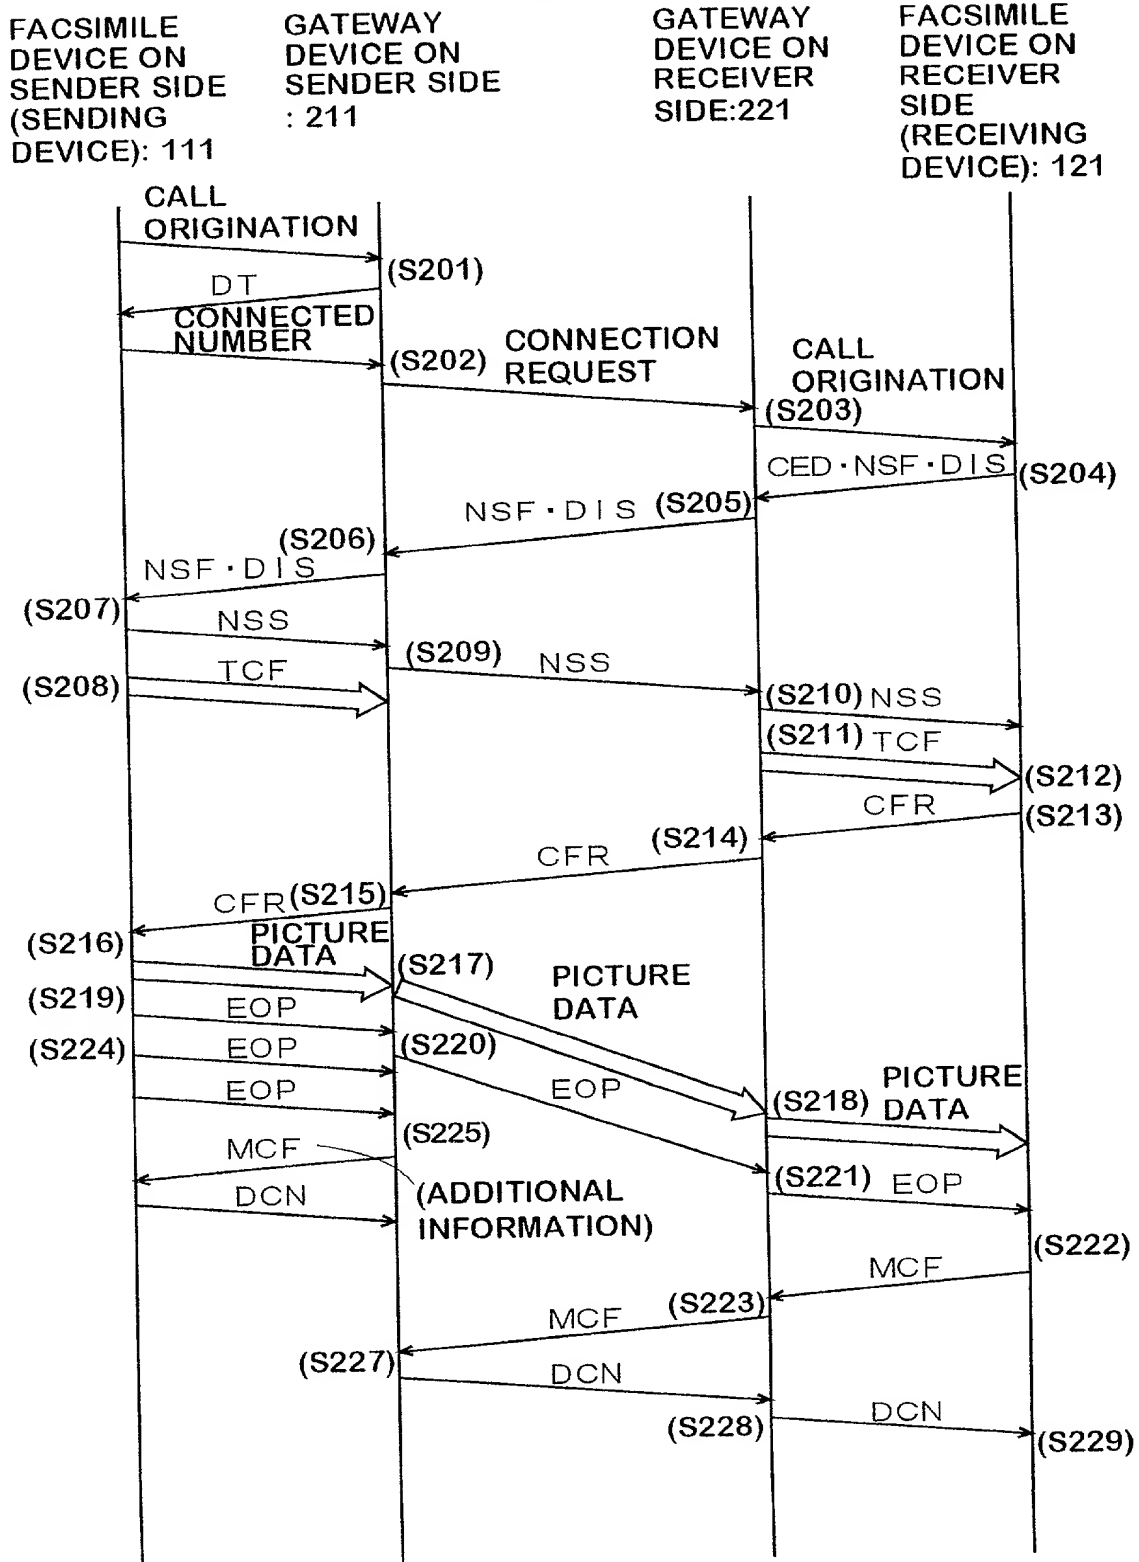 FACSIMILE
DEVICE ON
SENDER SIDE
(SENDING
DEVICE): 111
GATEWAY
DEVICE ON
SENDER SIDE
: 211
GATEWAY
DEVICE ON
RECEIVER
SIDE:221
FACSIMILE
DEVICE ON
RECEIVER
SIDE
(RECEIVING
DEVICE): 121
CALL
ORIGINATION
(S201)
DT
CONNECTED
NUMBER
(S202)
CONNECTION
REQUEST
CALL
ORIGINATION
(S203)
CED・NSF・DIS
(S204)
NSF・DIS
(S205)
(S206)
NSF・DIS
(S207)
NSS
(S209)
NSS
TCF
(S208)
(S210)
NSS
(S211)
TCF
(S212)
CFR
(S213)
(S214)
CFR
CFR
(S215)
(S216)
PICTURE
DATA
(S217)
PICTURE
DATA
(S219)
EOP
(S224)
EOP
(S220)
EOP
EOP
(S218)
PICTURE
DATA
(S225)
MCF
(ADDITIONAL
INFORMATION)
DCN
(S221)
EOP
(S222)
MCF
(S223)
MCF
(S227)
DCN
(S228)
DCN
(S229)